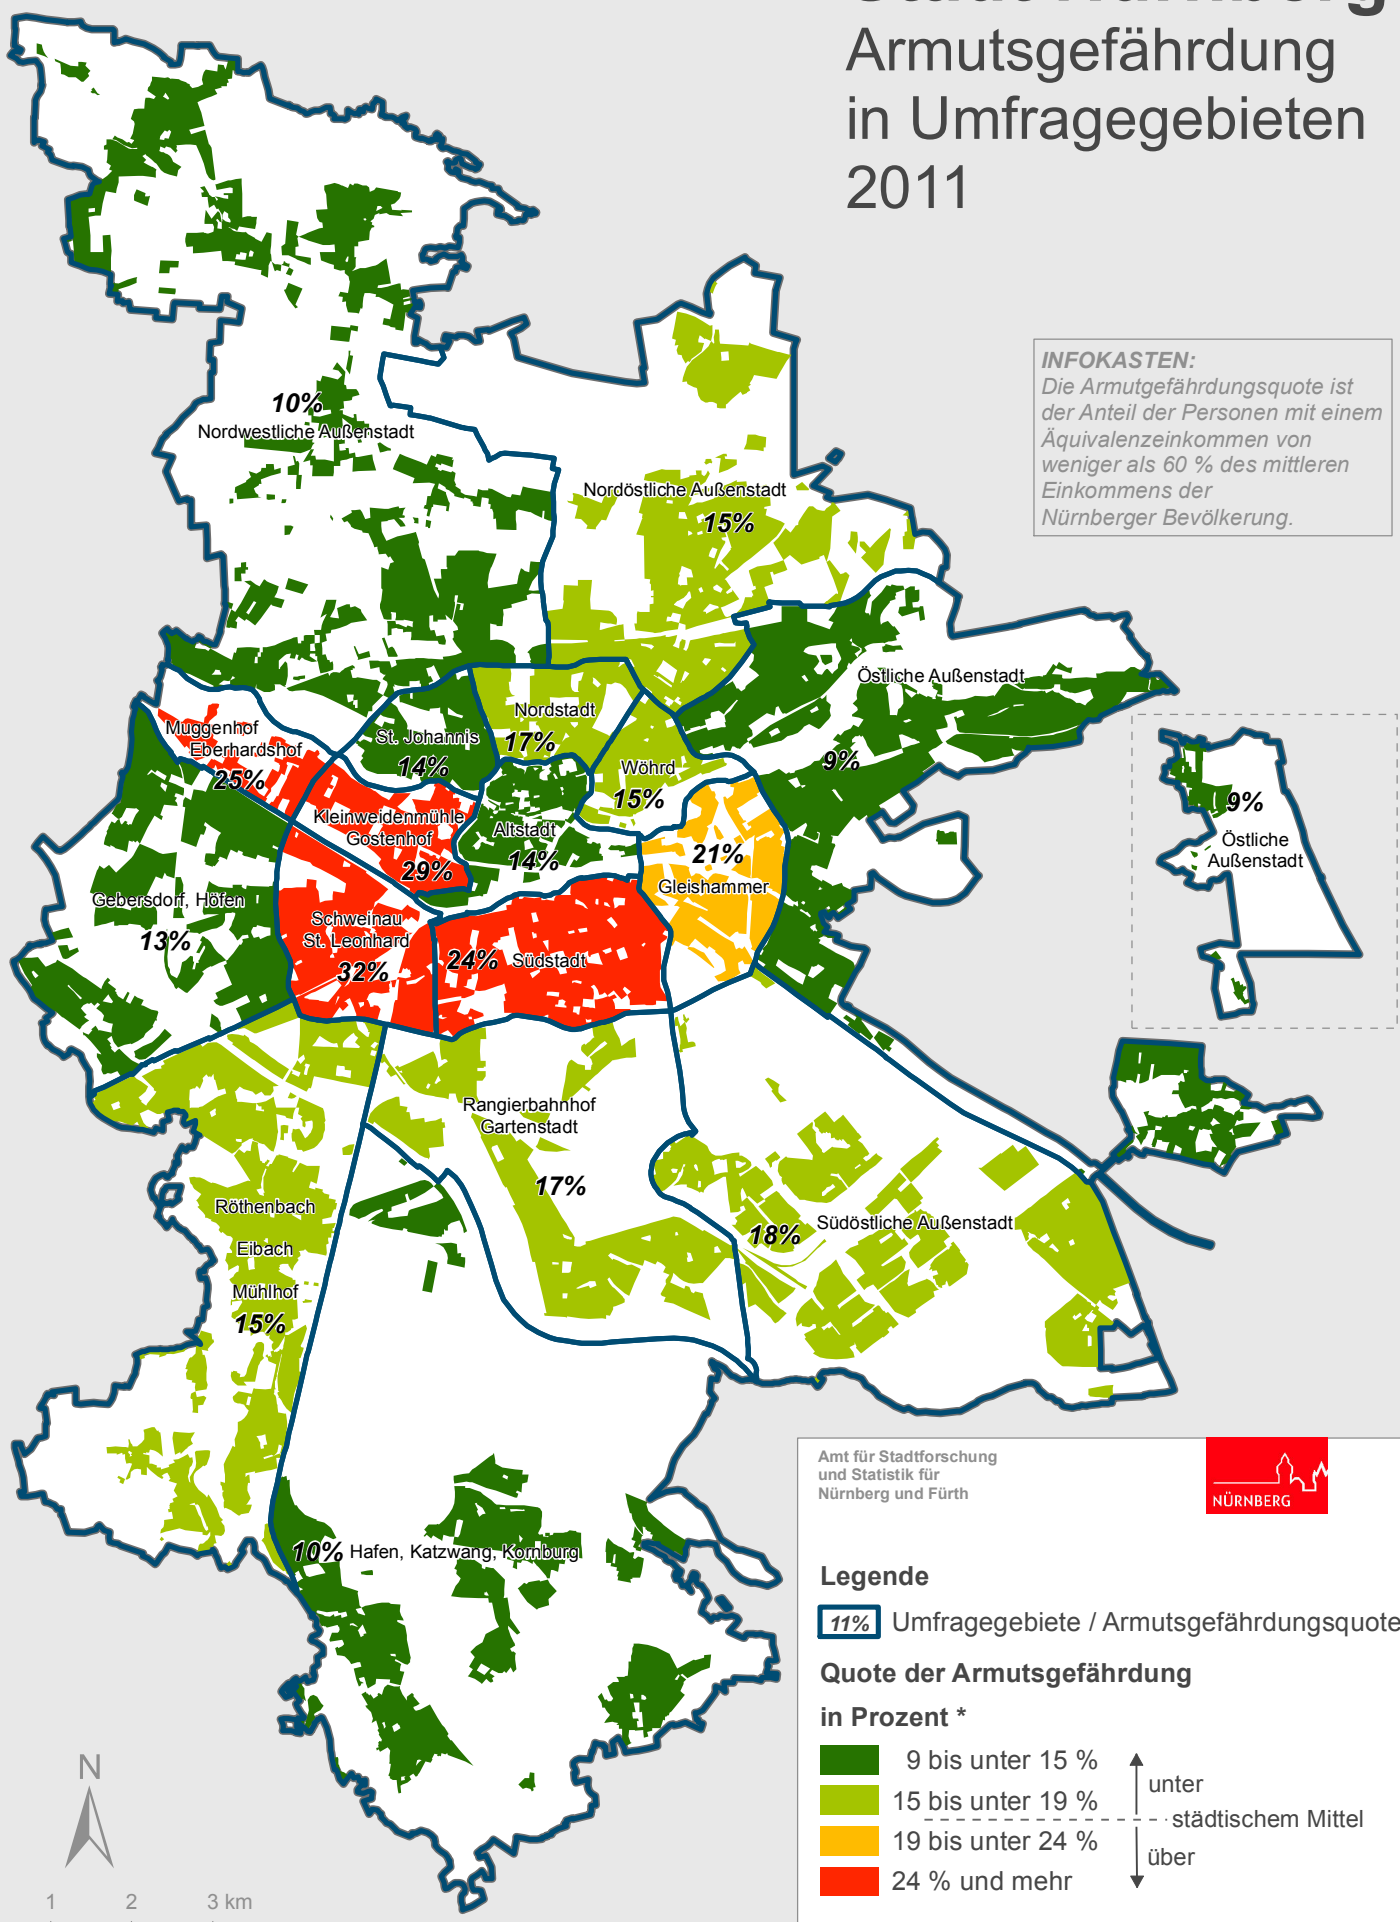 Stadt Nürnberg
Armutsgefährdung
in Umfragegebieten
2011
INFOKASTEN:
Die Armutgefährdungsquote ist
der Anteil der Personen mit einem
Äquivalenzeinkommen von
weniger als 60 % des mittleren
Einkommens der
Nürnberger Bevölkerung.
10%
Nordwestliche Außenstadt
Nordöstliche Außenstadt
15%
Östliche Außenstadt
9%
Muggenhof
Eberhardshof
25%
St. Johannis
14%
Nordstadt
17%
Wöhrd
15%
Kleinweidenmühle
Gostenhof
29%
Altstadt
14%
21%
Gleishammer
9%
Östliche
Außenstadt
Gebersdorf, Höfen
13%
Schweinau
St. Leonhard
32%
24%
Südstadt
Rangierbahnhof
Gartenstadt
17%
18%
Südöstliche Außenstadt
Röthenbach
Eibach
Mühlhof
15%
10%
Hafen, Katzwang, Kornburg
Amt für Stadtforschung
und Statistik für
Nürnberg und Fürth
NÜRNBERG
Legende
11% Umfragegebiete / Armutsgefährdungsquote
Quote der Armutsgefährdung
in Prozent *
9 bis unter 15 %
unter
15 bis unter 19 %
städtischem Mittel
19 bis unter 24 %
über
24 % und mehr
N
1 2 3 km